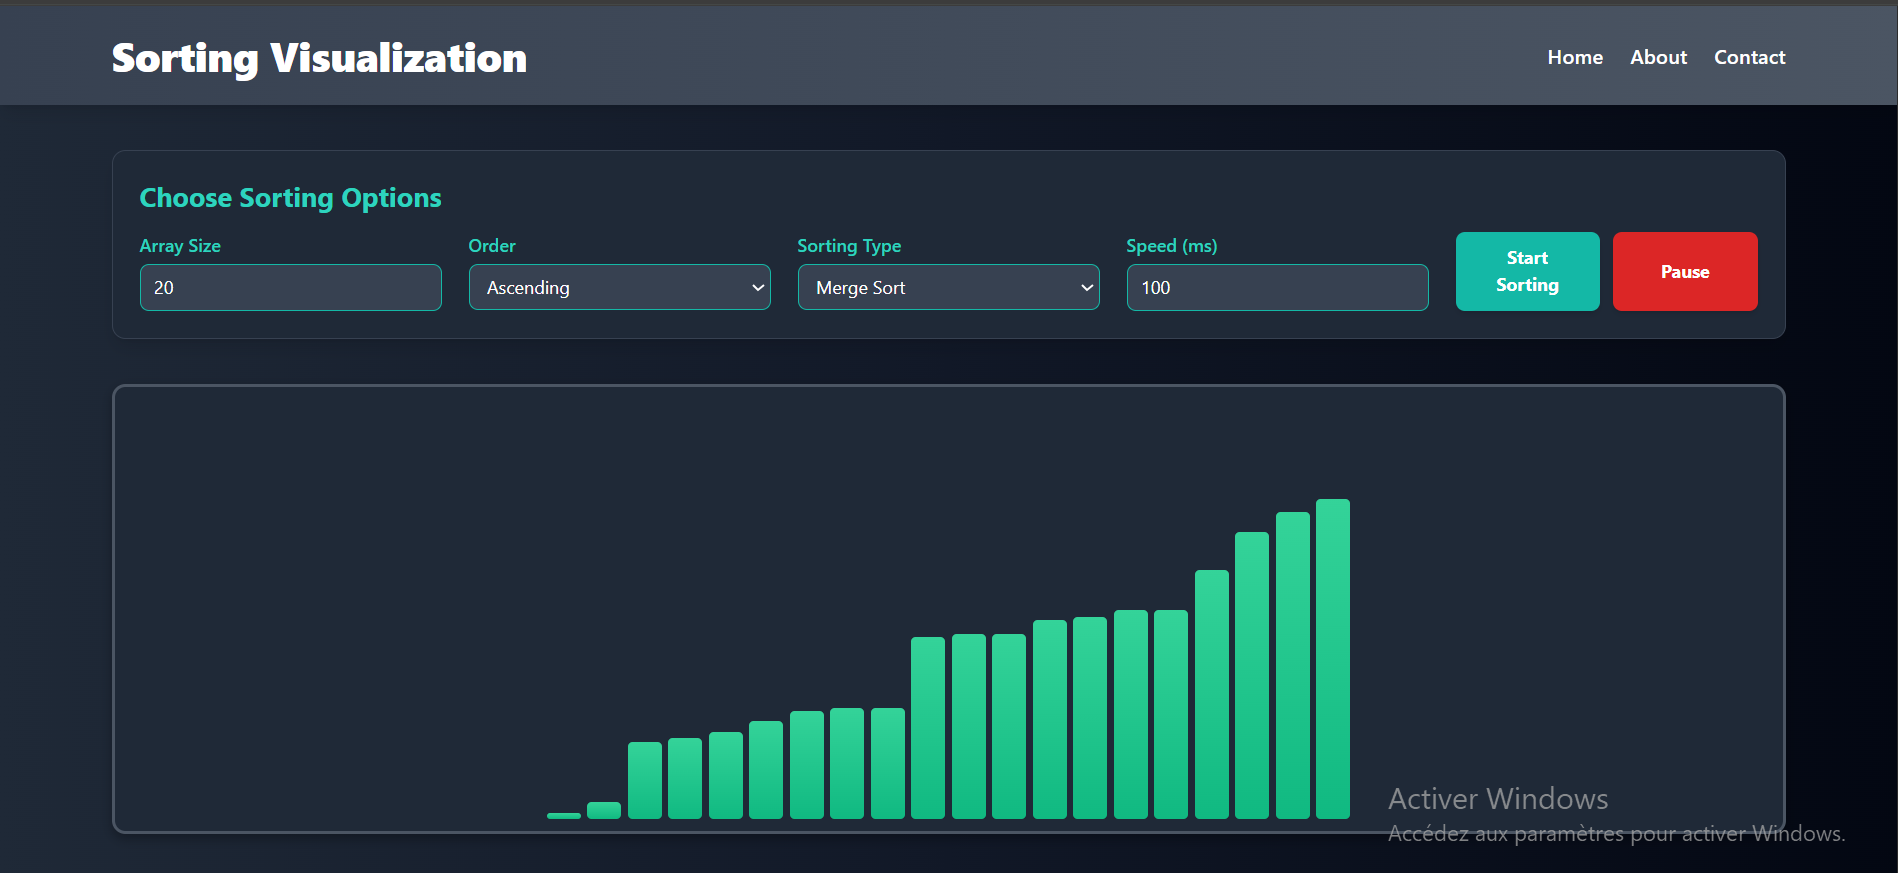 Sorting Visualization
Home
About
Contact
Choose Sorting Options
Array Size
Order
Sorting Type
Speed (ms)
20
Ascending
Merge Sort
100
Start
Sorting
Pause
Activer Windows
Accédez aux paramètres pour activer Windows.